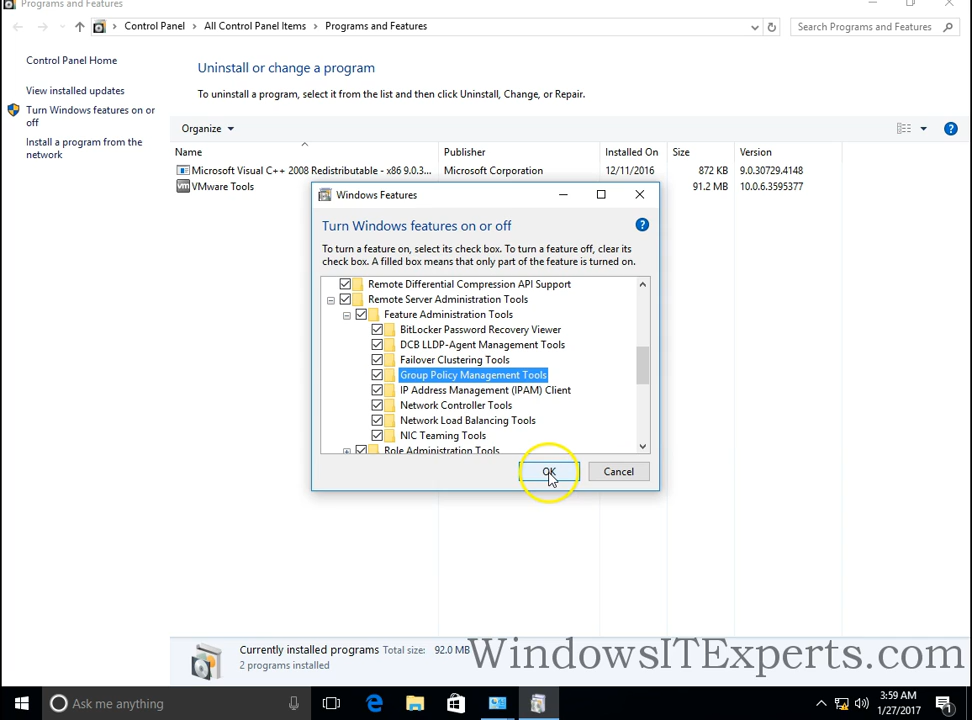 Programs and Features
Control Panel
All Control Panel Items
Programs and Features
Search Programs and Features
Control Panel Home
View installed updates
Turn Windows features on or
off
Install a program from the
network
Uninstall or change a program
To uninstall a program, select it from the list and then click Uninstall, Change, or Repair.
Organize
Name
Publisher
Installed On
Size
Version
Microsoft Visual C++ 2008 Redistributable - x86 9.0.3...
Microsoft Corporation
12/11/2016
872 KB
9.0.30729.4148
VMware Tools
91.2 MB
10.0.6.3595377
Windows Features
Turn Windows features on or off
To turn a feature on, select its check box. To turn a feature off, clear its
check box. A filled box means that only part of the feature is turned on.
Remote Differential Compression API Support
Remote Server Administration Tools
Feature Administration Tools
BitLocker Password Recovery Viewer
DCB LLDP-Agent Management Tools
Failover Clustering Tools
Group Policy Management Tools
IP Address Management (IPAM) Client
Network Controller Tools
Network Load Balancing Tools
NIC Teaming Tools
Role Administration Tools
OK
Cancel
Currently installed programs Total size: 92.0 MB
2 programs installed
WindowsITExperts.com
Ask me anything
3:59 AM
1/27/2017
1